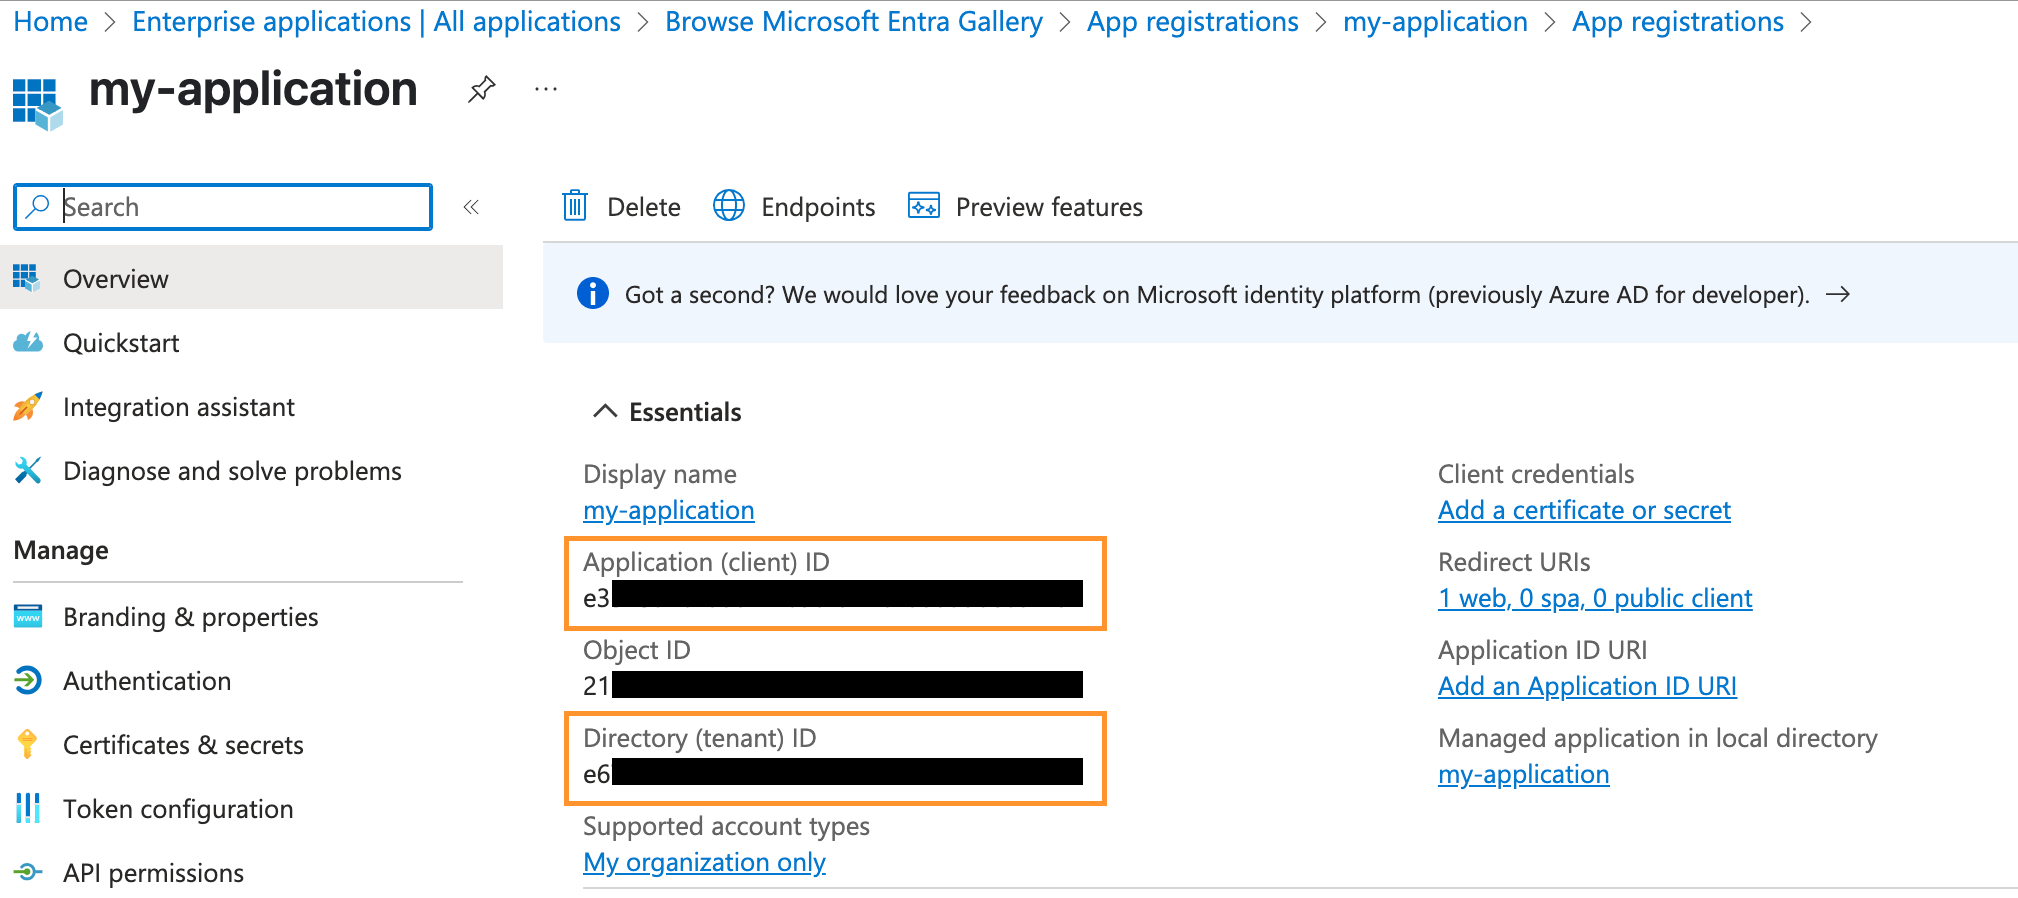 Home > Enterprise applications | All applications > Browse Microsoft Entra Gallery > App registrations > my-application > App registrations >
my-application
...
Search
«
Delete
Endpoints
Preview features
Overview
Got a second? We would love your feedback on Microsoft identity platform (previously Azure AD for developer). →
Quickstart
Integration assistant
Diagnose and solve problems
Manage
Branding & properties
Authentication
Certificates & secrets
Token configuration
API permissions
Essentials
Display name
my-application
Application (client) ID
e3
Object ID
21
Directory (tenant) ID
e6
Supported account types
My organization only
Client credentials
Add a certificate or secret
Redirect URIs
1 web, 0 spa, 0 public client
Application ID URI
Add an Application ID URI
Managed application in local directory
my-application